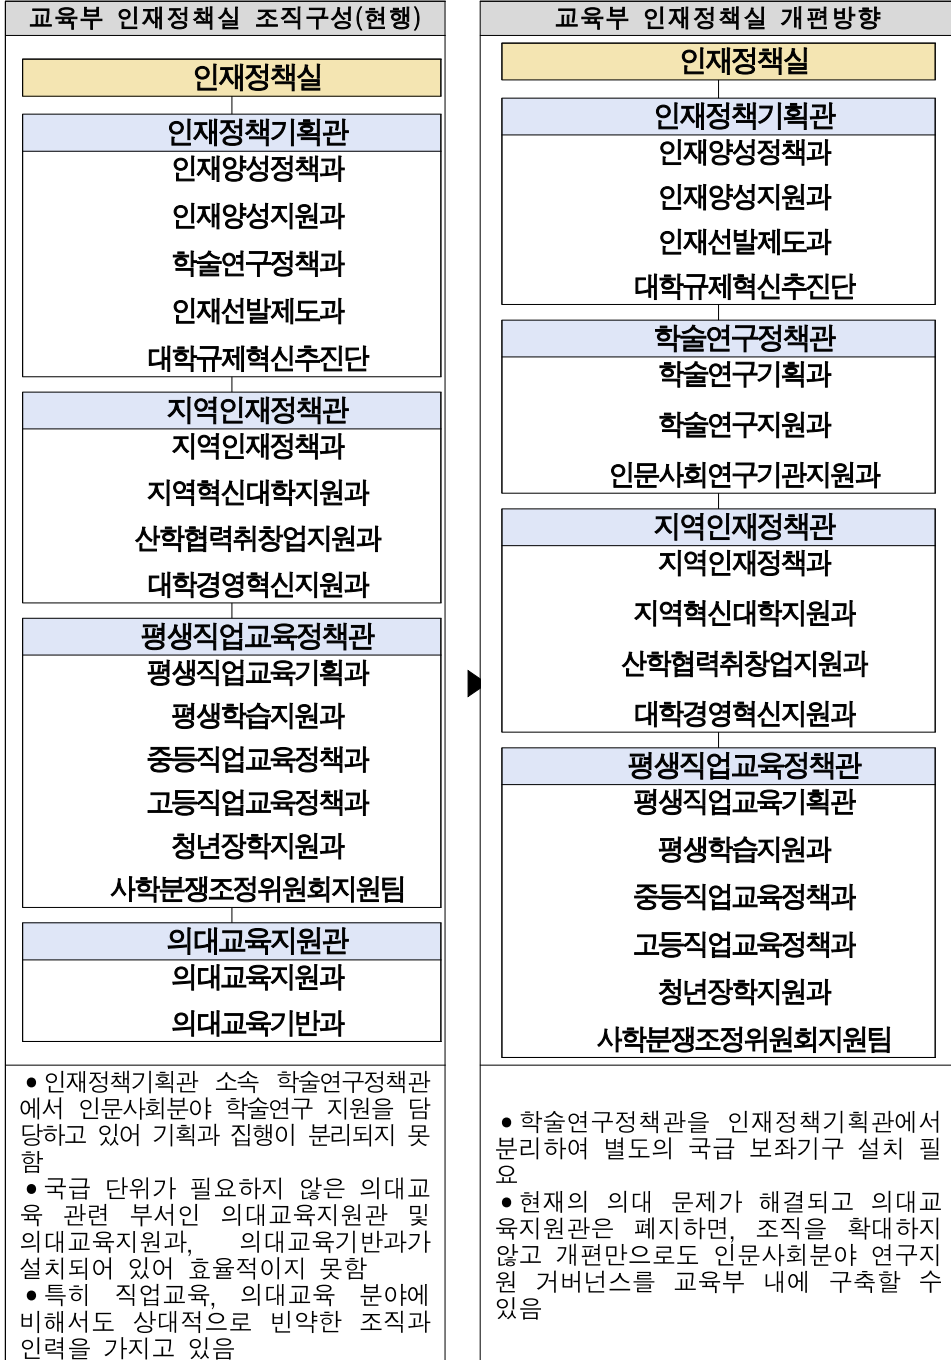 교육부 인재정책실 조직구성(현행)
인재정책실
인재정책기획관
인재양성정책과
인재양성지원과
학술연구정책과
인재선발제도과
대학규제혁신추진단
지역인재정책관
지역인재정책과
지역혁신대학지원과
산학협력취창업지원과
대학경영혁신지원과
평생직업교육정책관
평생직업교육기획과
평생학습지원과
중등직업교육정책과
고등직업교육정책과
청년장학지원과
사학분쟁조정위원회지원팀
의대교육지원관
의대교육지원과
의대교육기반과
● 인재정책기획관 소속 학술연구정책관
에서 인문사회분야 학술연구 지원을 담
당하고 있어 기획과 집행이 분리되지 못
함
● 국급 단위가 필요하지 않은 의대교
육 관련 부서인 의대교육지원관 및
의대교육지원과, 의대교육기반과가
설치되어 있어 효율적이지 못함
● 특히 직업교육, 의대교육 분야에
비해서도 상대적으로 빈약한 조직과
인력을 가지고 있음
▶
교육부 인재정책실 개편방향
인재정책실
인재정책기획관
인재양성정책과
인재양성지원과
인재선발제도과
대학규제혁신추진단
학술연구정책관
학술연구기획과
학술연구지원과
인문사회연구기관지원과
지역인재정책관
지역인재정책과
지역혁신대학지원과
산학협력취창업지원과
대학경영혁신지원과
평생직업교육정책관
평생직업교육기획관
평생학습지원과
중등직업교육정책과
고등직업교육정책과
청년장학지원과
사학분쟁조정위원회지원팀
● 학술연구정책관을 인재정책기획관에서
분리하여 별도의 국급 보좌기구 설치 필
요
● 현재의 의대 문제가 해결되고 의대교
육지원관은 폐지하면, 조직을 확대하지
않고 개편만으로도 인문사회분야 연구지
원 거버넌스를 교육부 내에 구축할 수
있음